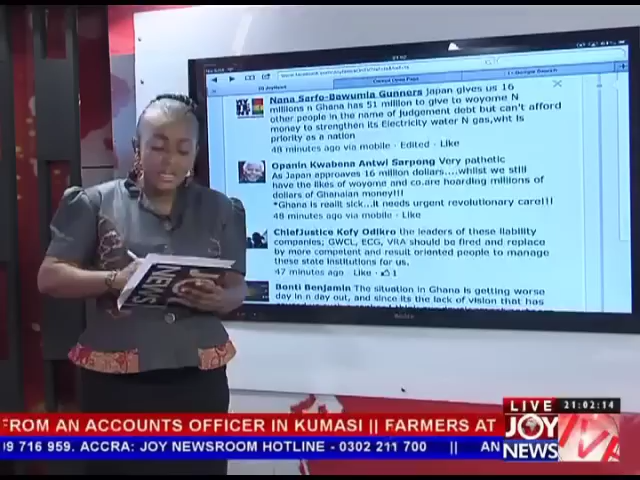 Nana Sarfo-Bawumla Gunners japan gives us 16
millions n Ghana has 51 million to give to woyome N
other people in the name of judgement debt but can't afford
money to strengthen its Electricity water N gas,wht is
priority as a nation
48 minutes ago via mobile · Edited · Like
Opanin Kwabena Antwi Sarpong Very pathetic
As Japan approaves 16 million dollars....whilst we still
have the likes of woyome and co.are hoarding millions of
dollars of Ghanaian money!!!
*Ghana is reallt sick...it needs urgent revolutionary care!!!
48 minutes ago via mobile · Like
ChiefJustice Kofy Odikro the leaders of these liability
companies; GWCL, ECG, VRA should be fired and replace
by more competent and result oriented people to manage
these state institutions for us.
47 minutes ago · Like · 1
Bonti Benjamin The situation in Ghana is getting worse
day in n day out, and since its the lack of vision that has
JOY
NEWS
LIVE 21:02:14
FROM AN ACCOUNTS OFFICER IN KUMASI || FARMERS AT
JOY
NEWS
09 716 959. ACCRA: JOY NEWSROOM HOTLINE - 0302 211 700 || AN